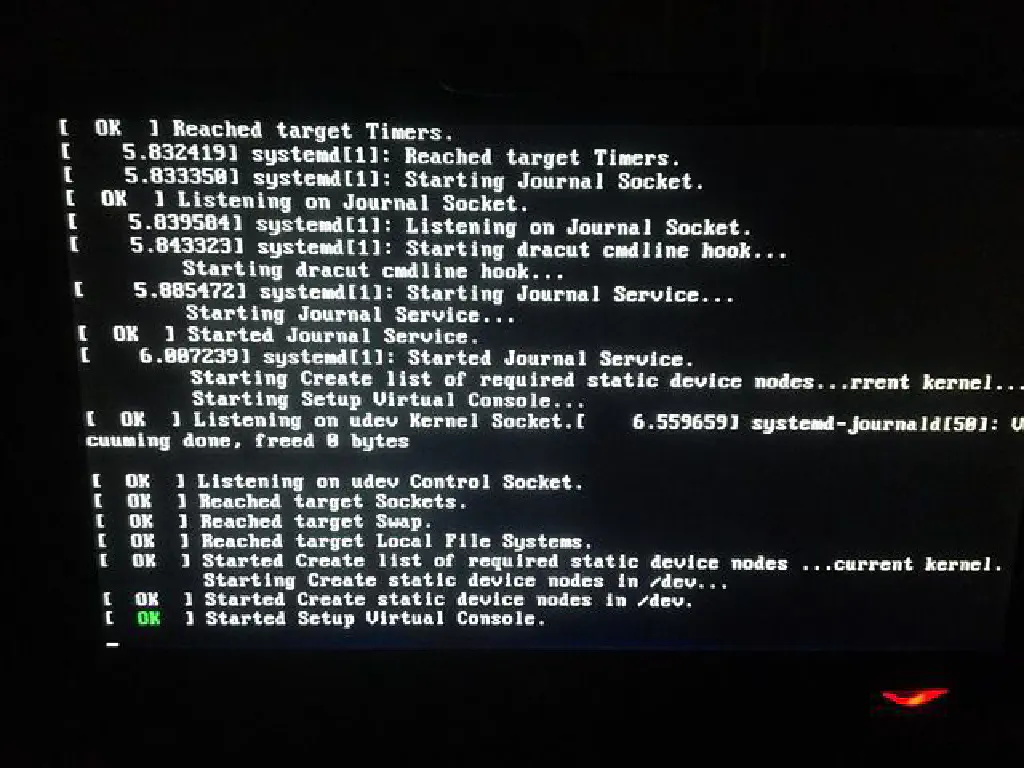 [  OK  ] Reached target Timers.
[    5.832419] systemd[1]: Reached target Timers.
[    5.833350] systemd[1]: Starting Journal Socket.
[  OK  ] Listening on Journal Socket.
[    5.839584] systemd[1]: Listening on Journal Socket.
[    5.843323] systemd[1]: Starting dracut cmdline hook...
Starting dracut cmdline hook...
[    5.885472] systemd[1]: Starting Journal Service...
Starting Journal Service...
[  OK  ] Started Journal Service.
[    6.007239] systemd[1]: Started Journal Service.
Starting Create list of required static device nodes...rrent kernel...
Starting Setup Virtual Console...
[  OK  ] Listening on udev Kernel Socket.[    6.559659] systemd-journald[50]: V
cuuming done, freed 0 bytes
[  OK  ] Listening on udev Control Socket.
[  OK  ] Reached target Sockets.
[  OK  ] Reached target Swap.
[  OK  ] Reached target Local File Systems.
[  OK  ] Started Create list of required static device nodes ...current kernel.
Starting Create static device nodes in /dev...
[  OK  ] Started Create static device nodes in /dev.
[  OK  ] Started Setup Virtual Console.